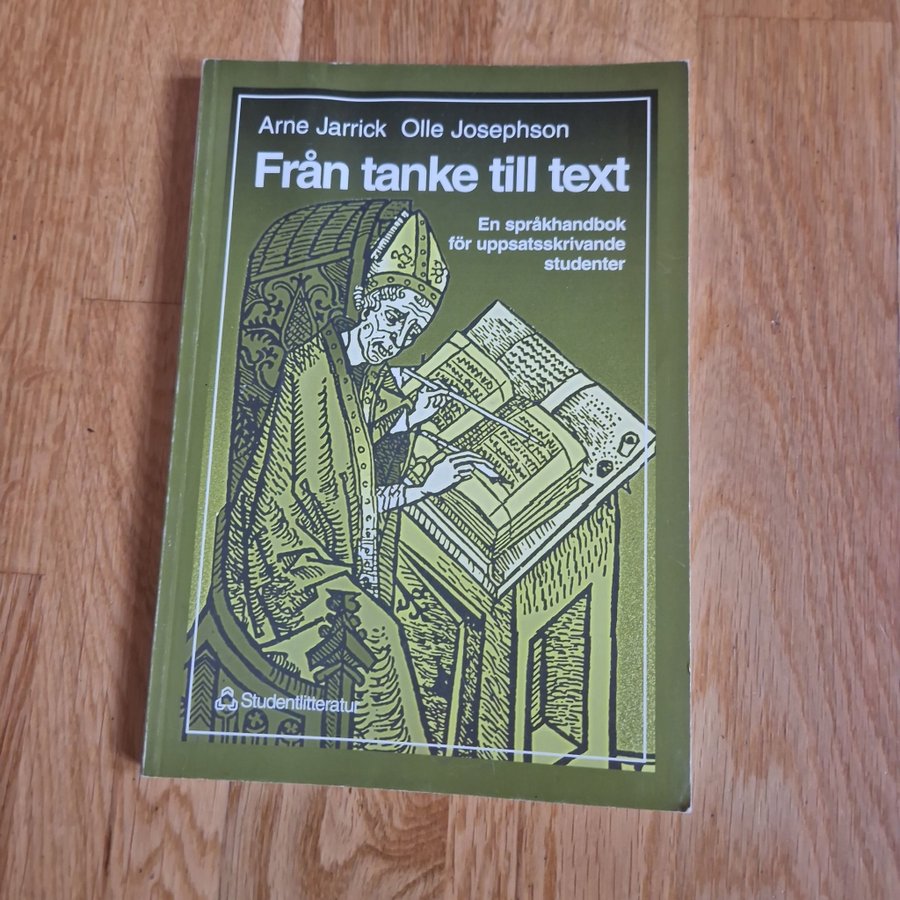 Arne Jarrick Olle Josephson
Från tanke till text
En språkhandbok
för uppsatsskrivande
studenter
Studentlitteratur